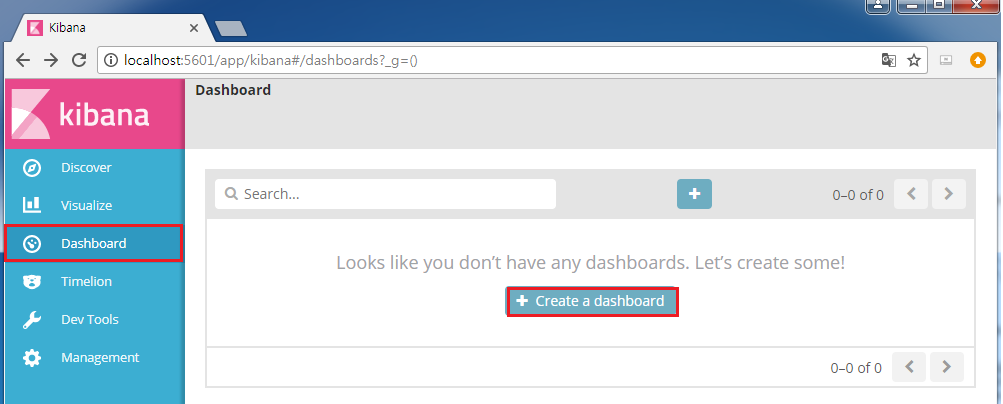 Kibana
localhost:5601/app/kibana#/dashboards?_g=()
kibana
Dashboard
Discover
Visualize
Dashboard
Timelion
Dev Tools
Management
Search...
0–0 of 0
Looks like you don’t have any dashboards. Let’s create some!
Create a dashboard
0–0 of 0